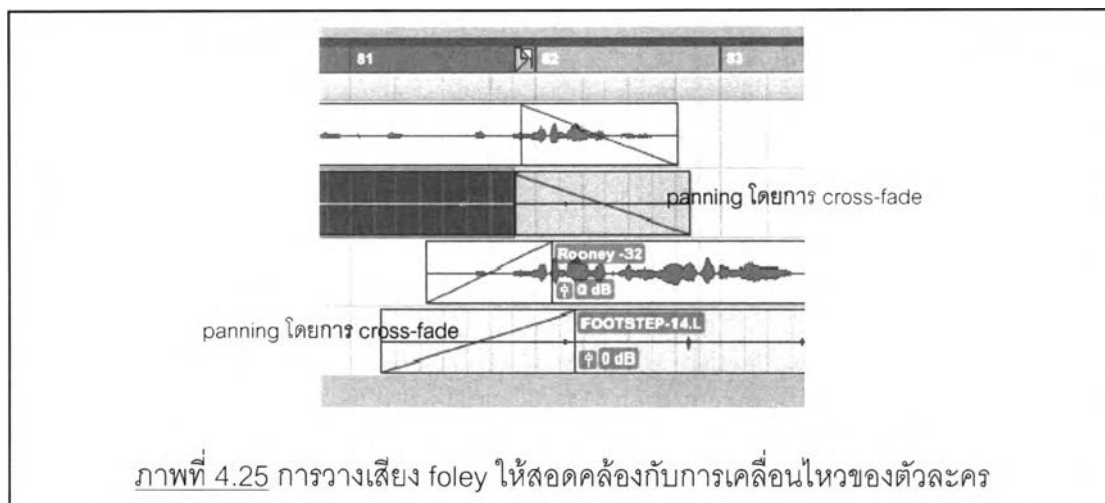 81 82 83
panning โดยการ cross-fade
Rooney -32
0 dB
panning โดยการ cross-fade
FOOTSTEP-14.L
0 dB
ภาพที่ 4.25 การวางเสียง foley ให้สอดคล้องกับการเคลื่อนไหวของตัวละคร